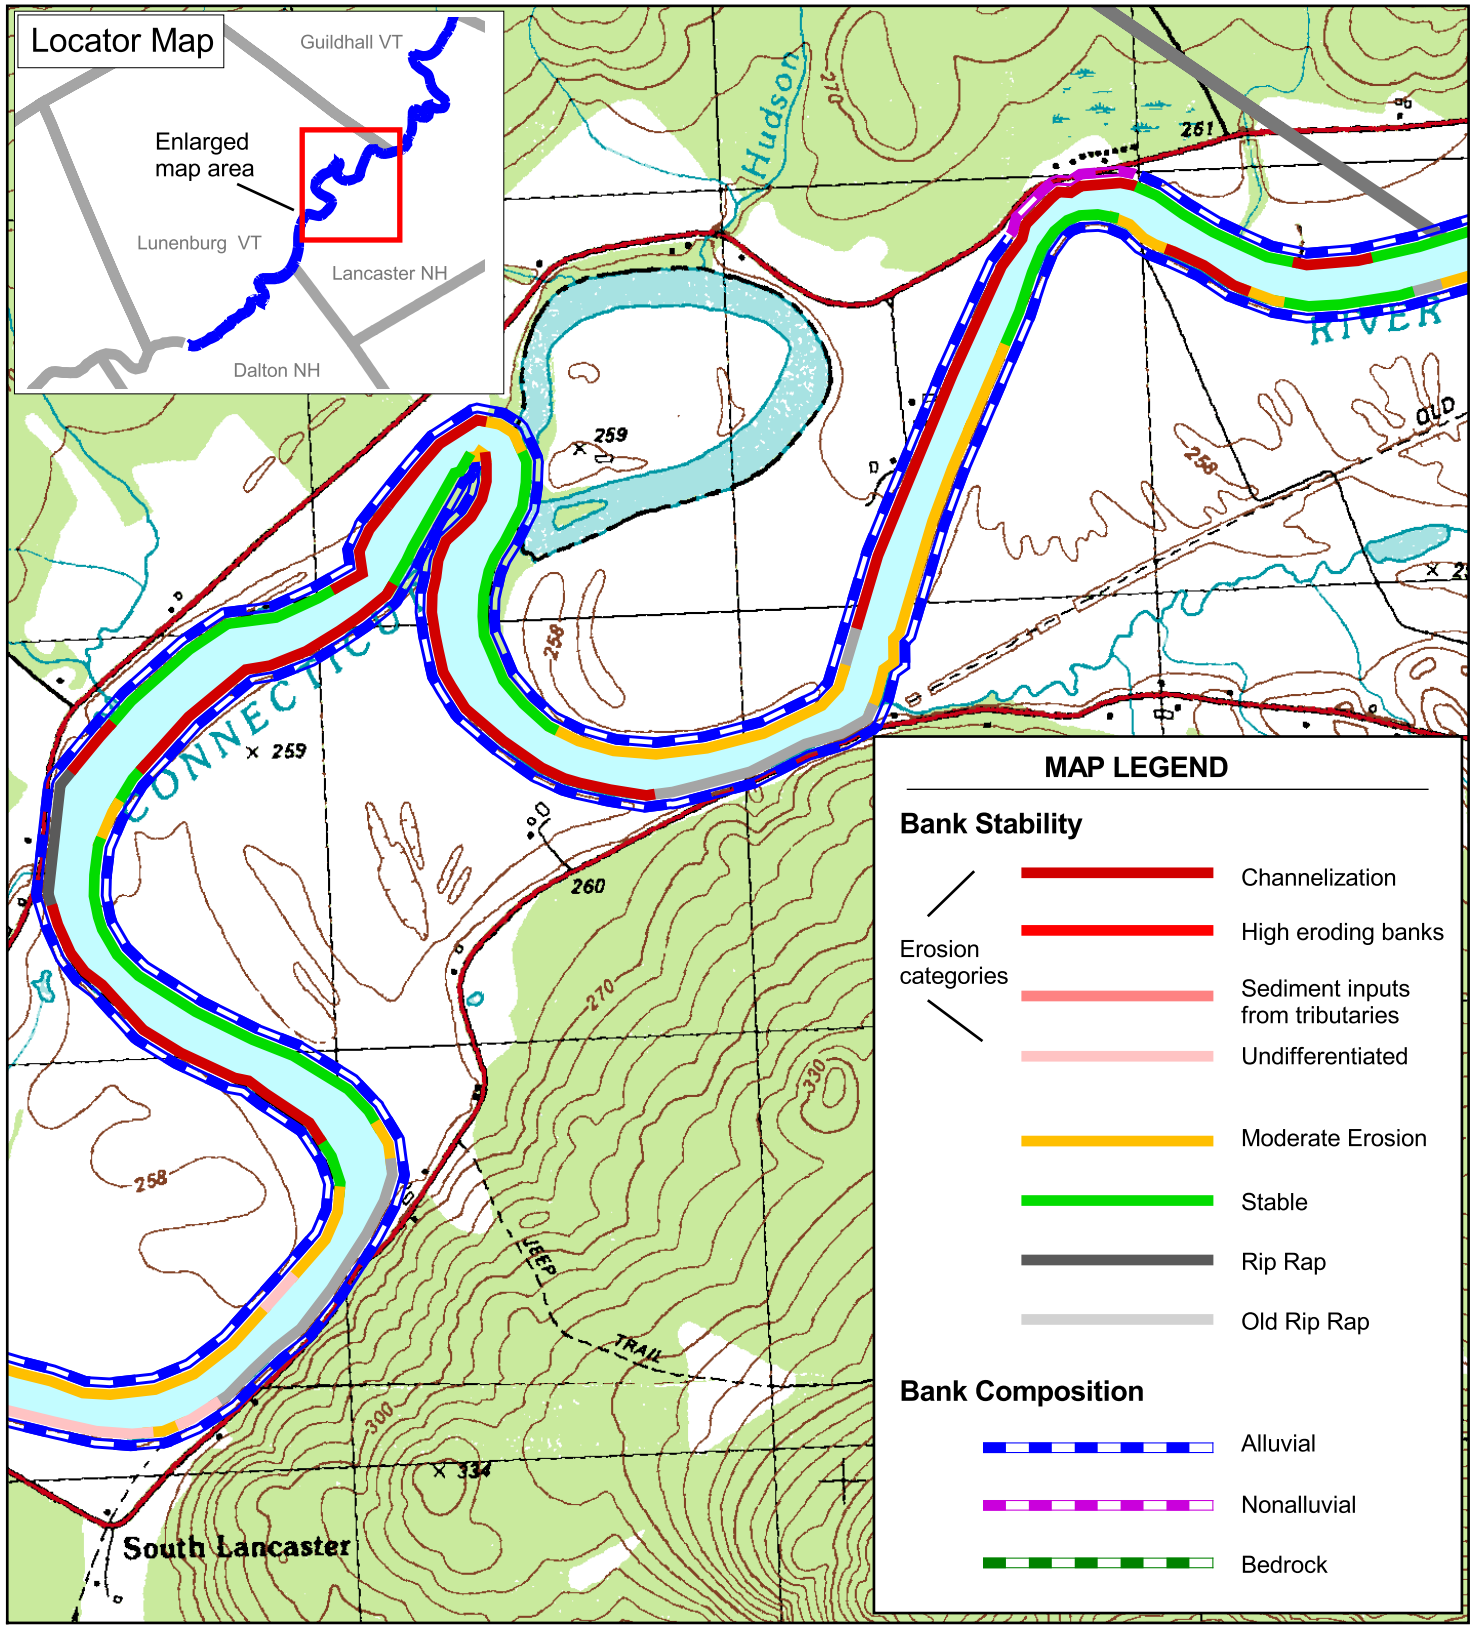 Locator Map
Guildhall VT
Enlarged
map area
Lunenburg VT
Lancaster NH
Dalton NH
Hudson
270
261
RIVER
OLD
259
258
258
CONNECTICU
259
260
270
330
258
JEEP
TRAIL
300
334
South Lancaster
MAP LEGEND
Bank Stability
Channelization
High eroding banks
Erosion
categories
Sediment inputs
from tributaries
Undifferentiated
Moderate Erosion
Stable
Rip Rap
Old Rip Rap
Bank Composition
Alluvial
Nonalluvial
Bedrock